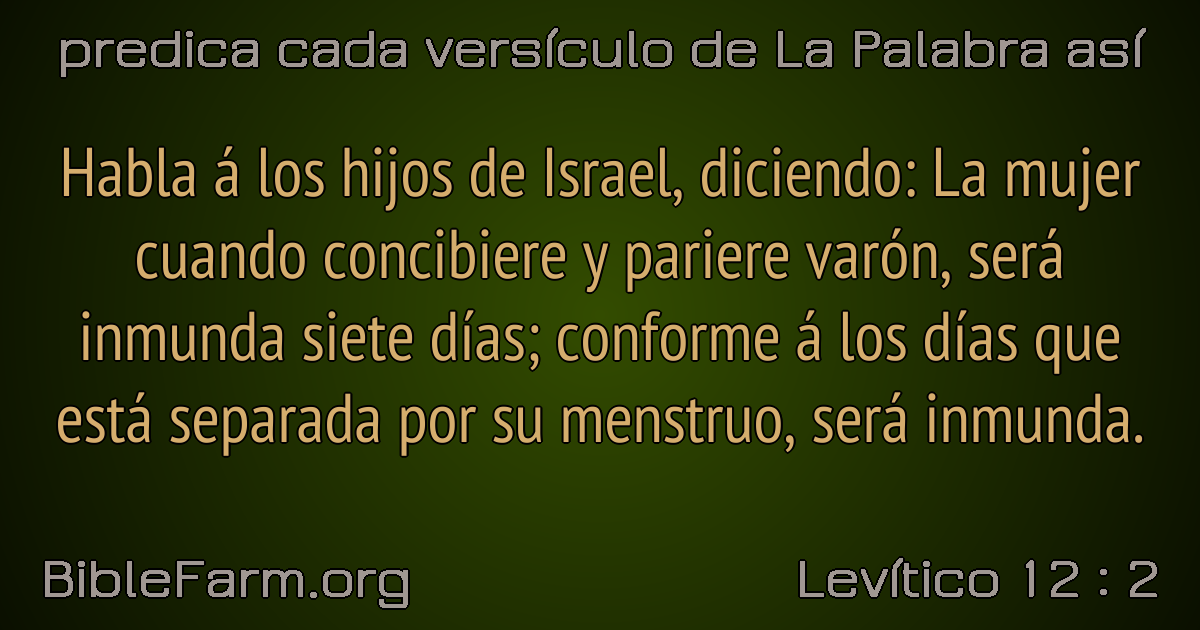 predica cada versículo de La Palabra así
Habla á los hijos de Israel, diciendo: La mujer
cuando concibiere y pariere varón, será
inmunda siete días; conforme á los días que
está separada por su menstruo, será inmunda.
BibleFarm.org
Levítico 12 : 2